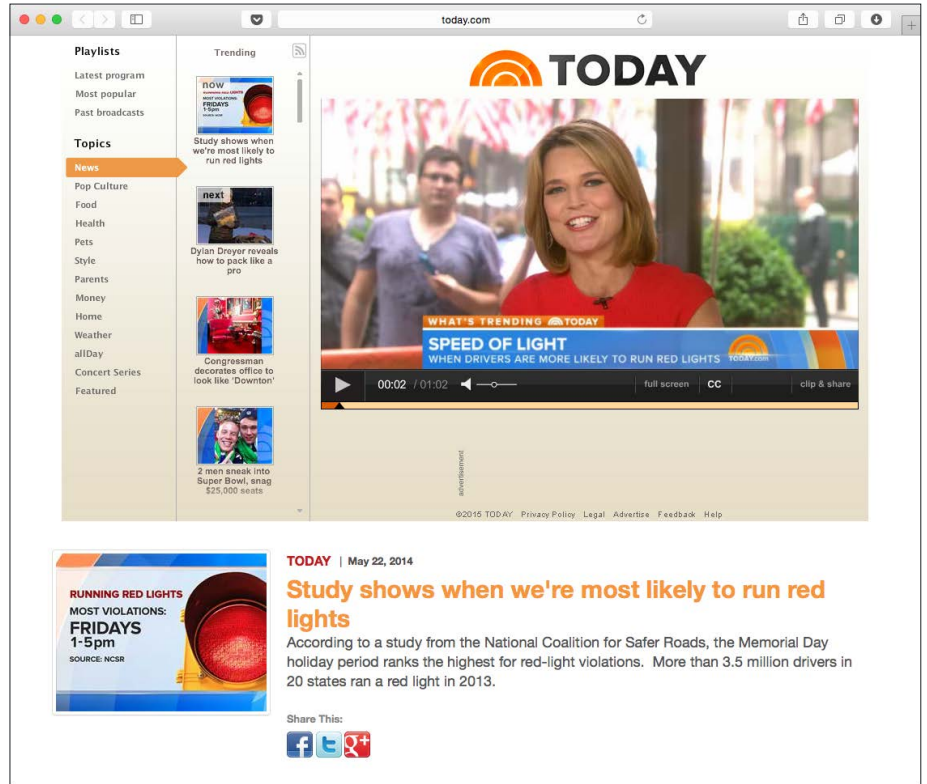 today.com
Playlists
Latest program
Most popular
Past broadcasts
Topics
News
Pop Culture
Food
Health
Pets
Style
Parents
Money
Home
Weather
allDay
Concert Series
Featured
Trending
now
RUNNING RED LIGHTS
MOST VIOLATIONS:
FRIDAYS
1-5pm
SOURCE: NCSR
Study shows when
we're most likely to
run red lights
next
Dylan Dreyer reveals
how to pack like a
pro
Congressman
decorates office to
look like 'Downton'
2 men sneak into
Super Bowl, snag
$25,000 seats
TODAY
WHAT'S TRENDING TODAY
SPEED OF LIGHT
WHEN DRIVERS ARE MORE LIKELY TO RUN RED LIGHTS
TODAY.com
00:02 / 01:02
full screen
CC
clip & share
advertisement
©2015 TODAY Privacy Policy Legal Advertise Feedback Help
RUNNING RED LIGHTS
MOST VIOLATIONS:
FRIDAYS
1-5pm
SOURCE: NCSR
TODAY | May 22, 2014
Study shows when we're most likely to run red
lights
According to a study from the National Coalition for Safer Roads, the Memorial Day
holiday period ranks the highest for red-light violations. More than 3.5 million drivers in
20 states ran a red light in 2013.
Share This: